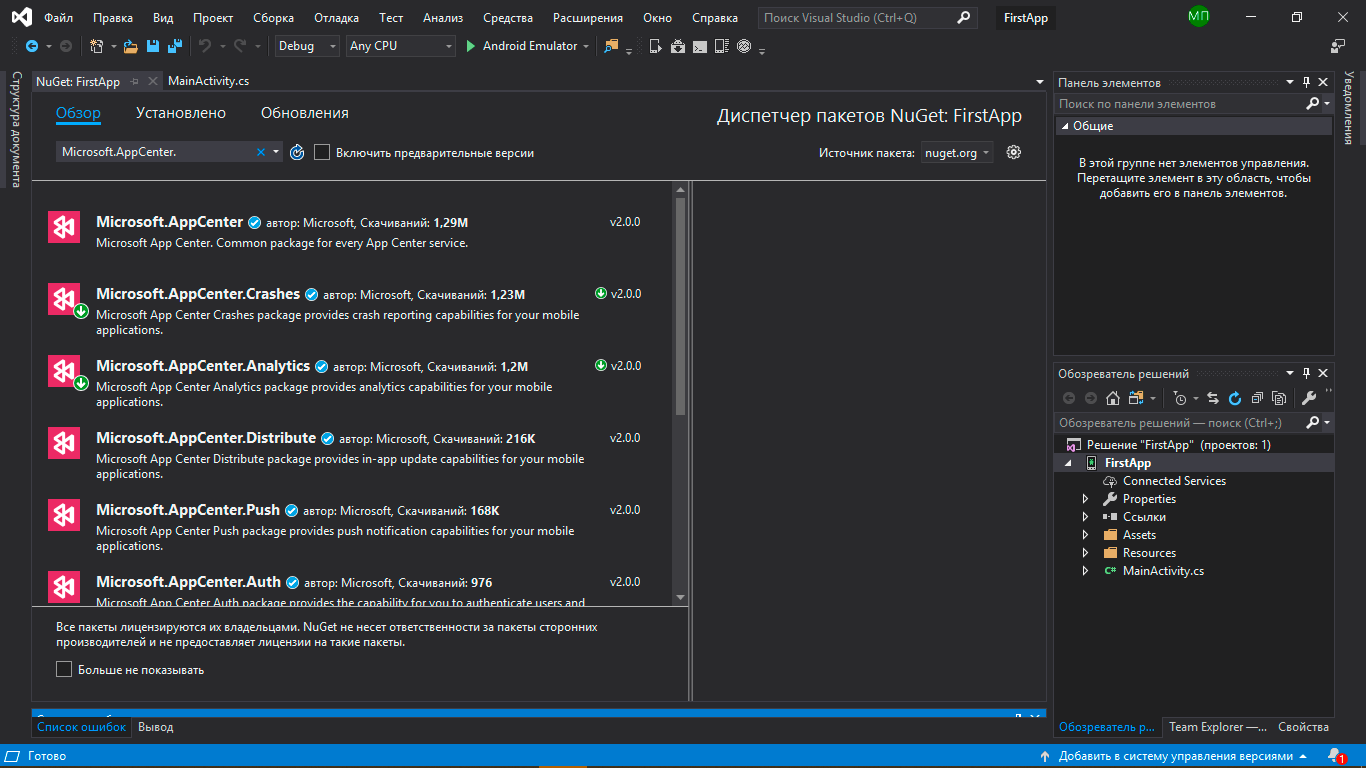 Файл Правка Вид Проект Сборка Отладка Тест Анализ Средства Расширения Окно Справка Поиск Visual Studio (Ctrl+Q) FirstApp МП
Debug Any CPU Android Emulator
Структура документа
NuGet: FirstApp MainActivity.cs
Обзор Установлено Обновления Диспетчер пакетов NuGet: FirstApp
Microsoft.AppCenter. Включить предварительные версии Источник пакета: nuget.org
Microsoft.AppCenter автор: Microsoft, Скачиваний: 1,29M v2.0.0
Microsoft App Center. Common package for every App Center service.
Microsoft.AppCenter.Crashes автор: Microsoft, Скачиваний: 1,23M v2.0.0
Microsoft App Center Crashes package provides crash reporting capabilities for your mobile
applications.
Microsoft.AppCenter.Analytics автор: Microsoft, Скачиваний: 1,2M v2.0.0
Microsoft App Center Analytics package provides analytics capabilities for your mobile
applications.
Microsoft.AppCenter.Distribute автор: Microsoft, Скачиваний: 216K v2.0.0
Microsoft App Center Distribute package provides in-app update capabilities for your mobile
applications.
Microsoft.AppCenter.Push автор: Microsoft, Скачиваний: 168K v2.0.0
Microsoft App Center Push package provides push notification capabilities for your mobile
applications.
Microsoft.AppCenter.Auth автор: Microsoft, Скачиваний: 976 v2.0.0
Microsoft App Center Auth package provides the capability for you to authenticate users and
Все пакеты лицензируются их владельцами. NuGet не несет ответственности за пакеты сторонних
производителей и не предоставляет лицензии на такие пакеты.
Больше не показывать
Список ошибок Вывод
Панель элементов
Поиск по панели элементов
Общие
В этой группе нет элементов управления.
Перетащите элемент в эту область, чтобы
добавить его в панель элементов.
Обозреватель решений
Обозреватель решений — поиск (Ctrl+;)
Решение "FirstApp" (проектов: 1)
FirstApp
Connected Services
Properties
Ссылки
Assets
Resources
MainActivity.cs
Обозреватель р... Team Explorer —... Свойства
Уведомления
Готово Добавить в систему управления версиями 1